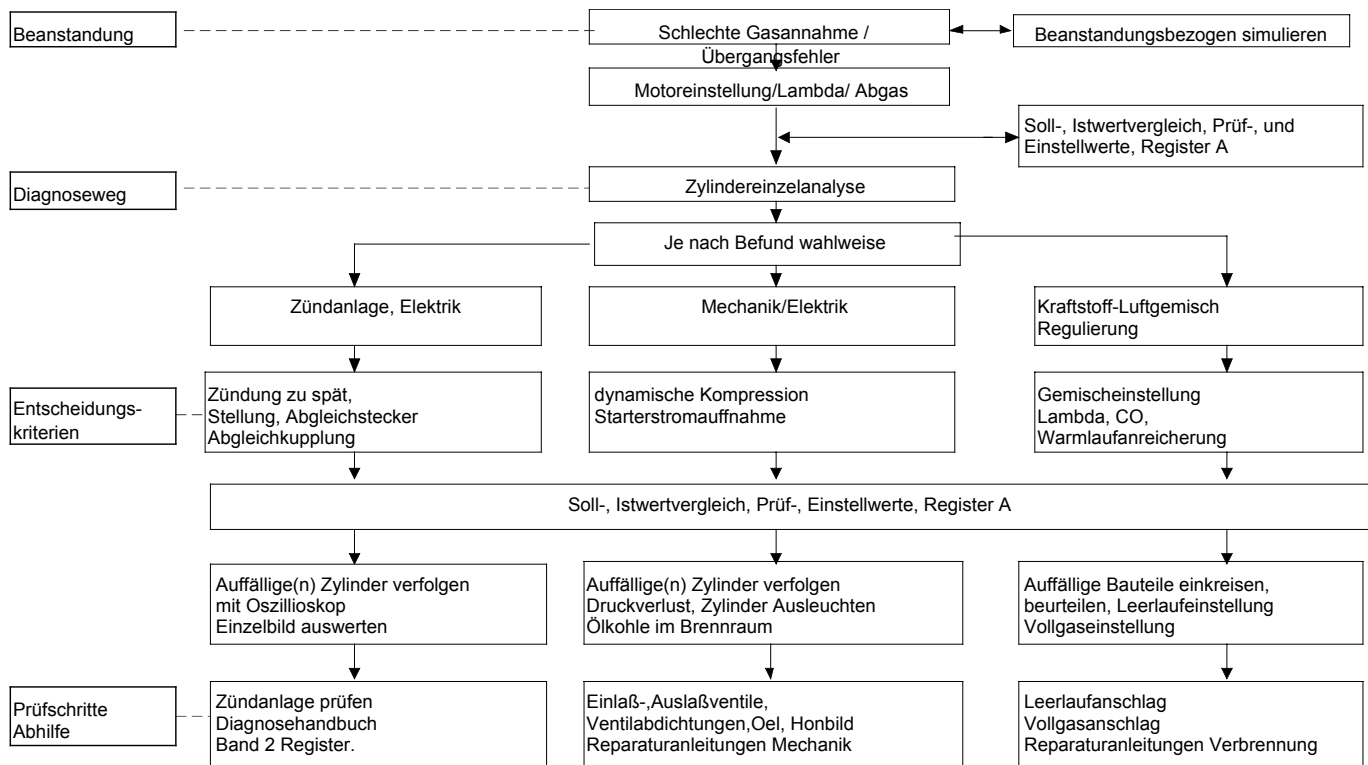 Beanstandung
Schlechte Gasannahme /
Übergangsfehler
Beanstandungsbezogen simulieren
Motoreinstellung/Lambda/ Abgas
Soll-, Istwertvergleich, Prüf-, und
Einstellwerte, Register A
Diagnoseweg
Zylindereinzelanalyse
Je nach Befund wahlweise
Zündanlage, Elektrik
Mechanik/Elektrik
Kraftstoff-Luftgemisch
Regulierung
Entscheidungs-
kriterien
Zündung zu spät,
Stellung, Abgleichstecker
Abgleichkupplung
dynamische Kompression
Starterstromauffnahme
Gemischeinstellung
Lambda, CO,
Warmlaufanreicherung
Soll-, Istwertvergleich, Prüf-, Einstellwerte, Register A
Auffällige(n) Zylinder verfolgen
mit Oszillioskop
Einzelbild auswerten
Auffällige(n) Zylinder verfolgen
Druckverlust, Zylinder Ausleuchten
Ölkohle im Brennraum
Auffällige Bauteile einkreisen,
beurteilen, Leerlaufeinstellung
Vollgaseinstellung
Prüfschritte
Abhilfe
Zündanlage prüfen
Diagnosehandbuch
Band 2 Register.
Einlaß-,Auslaßventile,
Ventilabdichtungen,Oel, Honbild
Reparaturanleitungen Mechanik
Leerlaufanschlag
Vollgasanschlag
Reparaturanleitungen Verbrennung